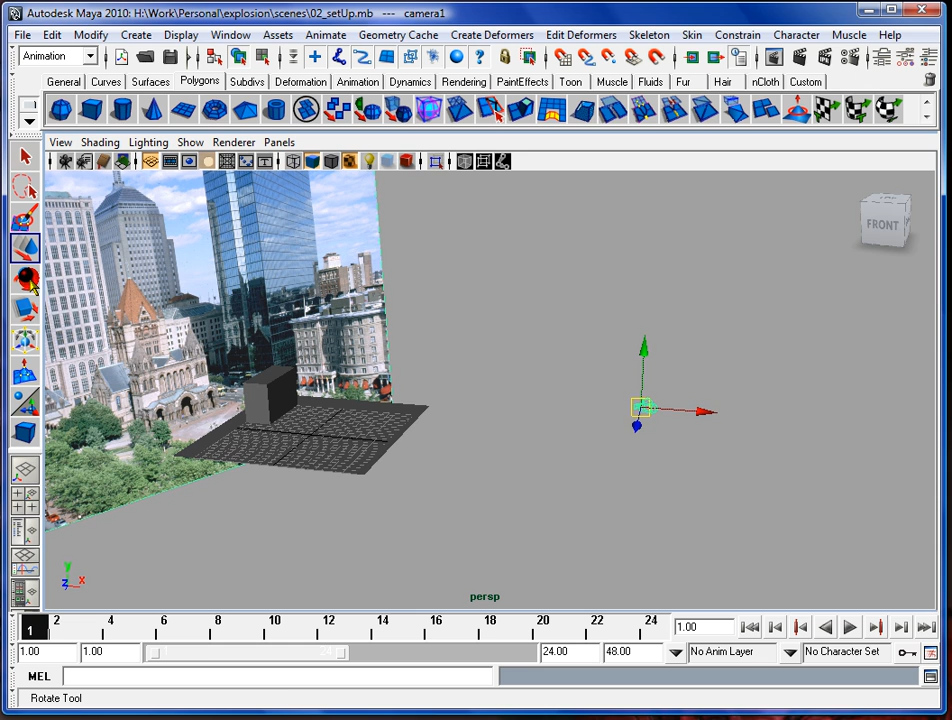 Autodesk Maya 2010: H:\Work\Personal\explosion\scenes\02_setUp.mb --- camera1
File Edit Modify Create Display Window Assets Animate Geometry Cache Create Deformers Edit Deformers Skeleton Skin Constrain Character Muscle Help
Animation
General Curves Surfaces Polygons Subdivs Deformation Animation Dynamics Rendering PaintEffects Toon Muscle Fluids Fur Hair nCloth Custom
View Shading Lighting Show Renderer Panels
FRONT
y
z x
persp
1 2 4 6 8 10 12 14 16 18 20 22 24 1.00
1.00 1.00 24 24.00 48.00 No Anim Layer No Character Set
MEL
Rotate Tool